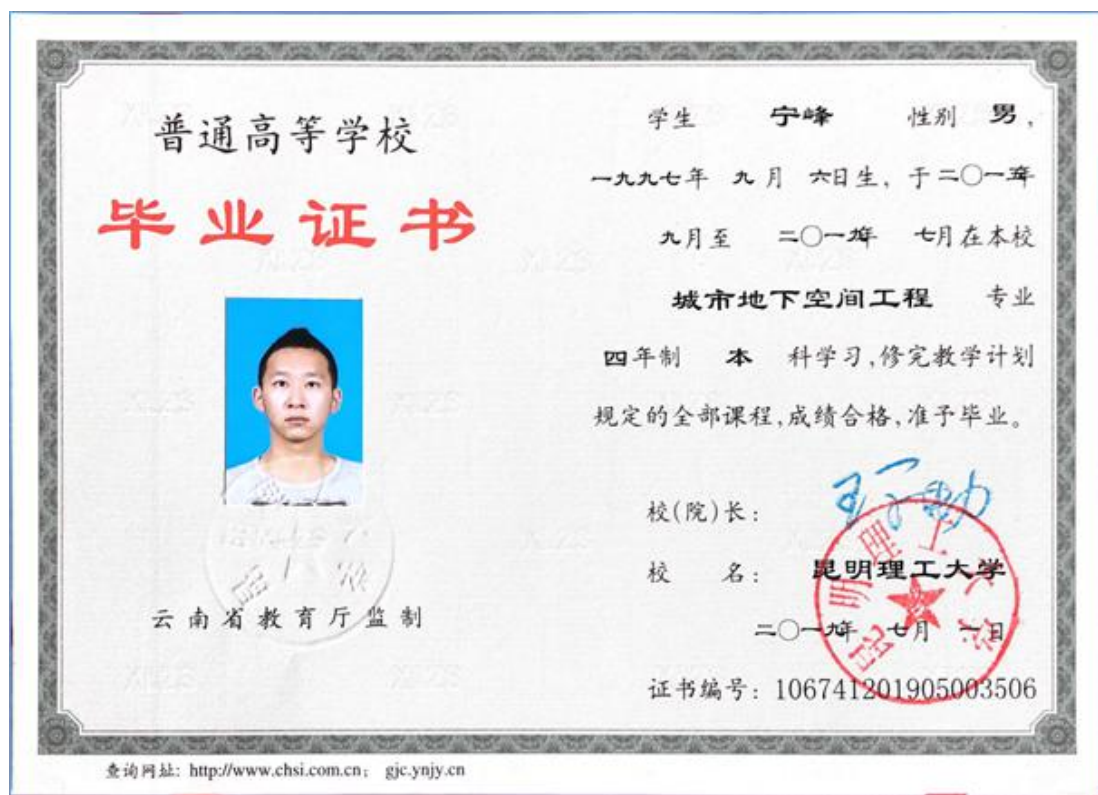 普通高等学校
毕业证书
云南省教育厅监制
学生 宁峰 性别 男,
一九九七年 九月 六日生, 于二〇一五年
九月至 二〇一九年 七月在本校
城市地下空间工程 专业
四年制 本 科学习,修完教学计划
规定的全部课程,成绩合格,准予毕业。
校(院)长:
校 名: 昆明理工大学
二〇一九年 七月 一日
昆明理工大学
证书编号: 106741201905003506
查询网址: http://www.chsi.com.cn; gjc.ynjy.cn